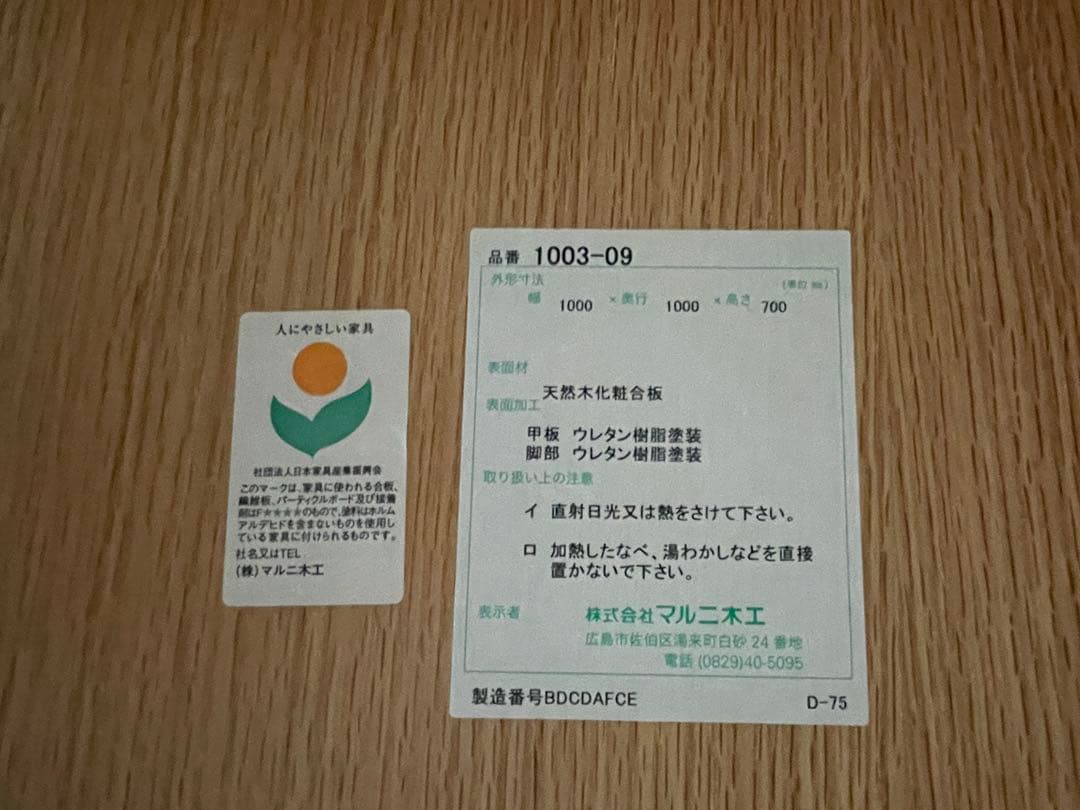 人にやさしい家具
社団法人日本家具産業振興会
このマークは、家具に使われる合板、
繊維板、パーティクルボード及び接着
剤はF★★★★のもので、塗料はホルム
アルデヒドを含まないものを使用し
ている家具に付けられるものです。
社名又はTEL
(株)マルニ木工
品番 1003-09
外形寸法 (単位 ㎜)
幅 1000 ×奥行 1000 ×高さ 700
表面材
天然木化粧合板
表面加工
甲板 ウレタン樹脂塗装
脚部 ウレタン樹脂塗装
取り扱い上の注意
イ 直射日光又は熱をさけて下さい。
ロ 加熱したなべ、湯わかしなどを直接
置かないで下さい。
表示者 株式会社マルニ木工
広島市佐伯区湯来町白砂 24 番地
電話 (0829)40-5095
製造番号BDCDAFCE D-75